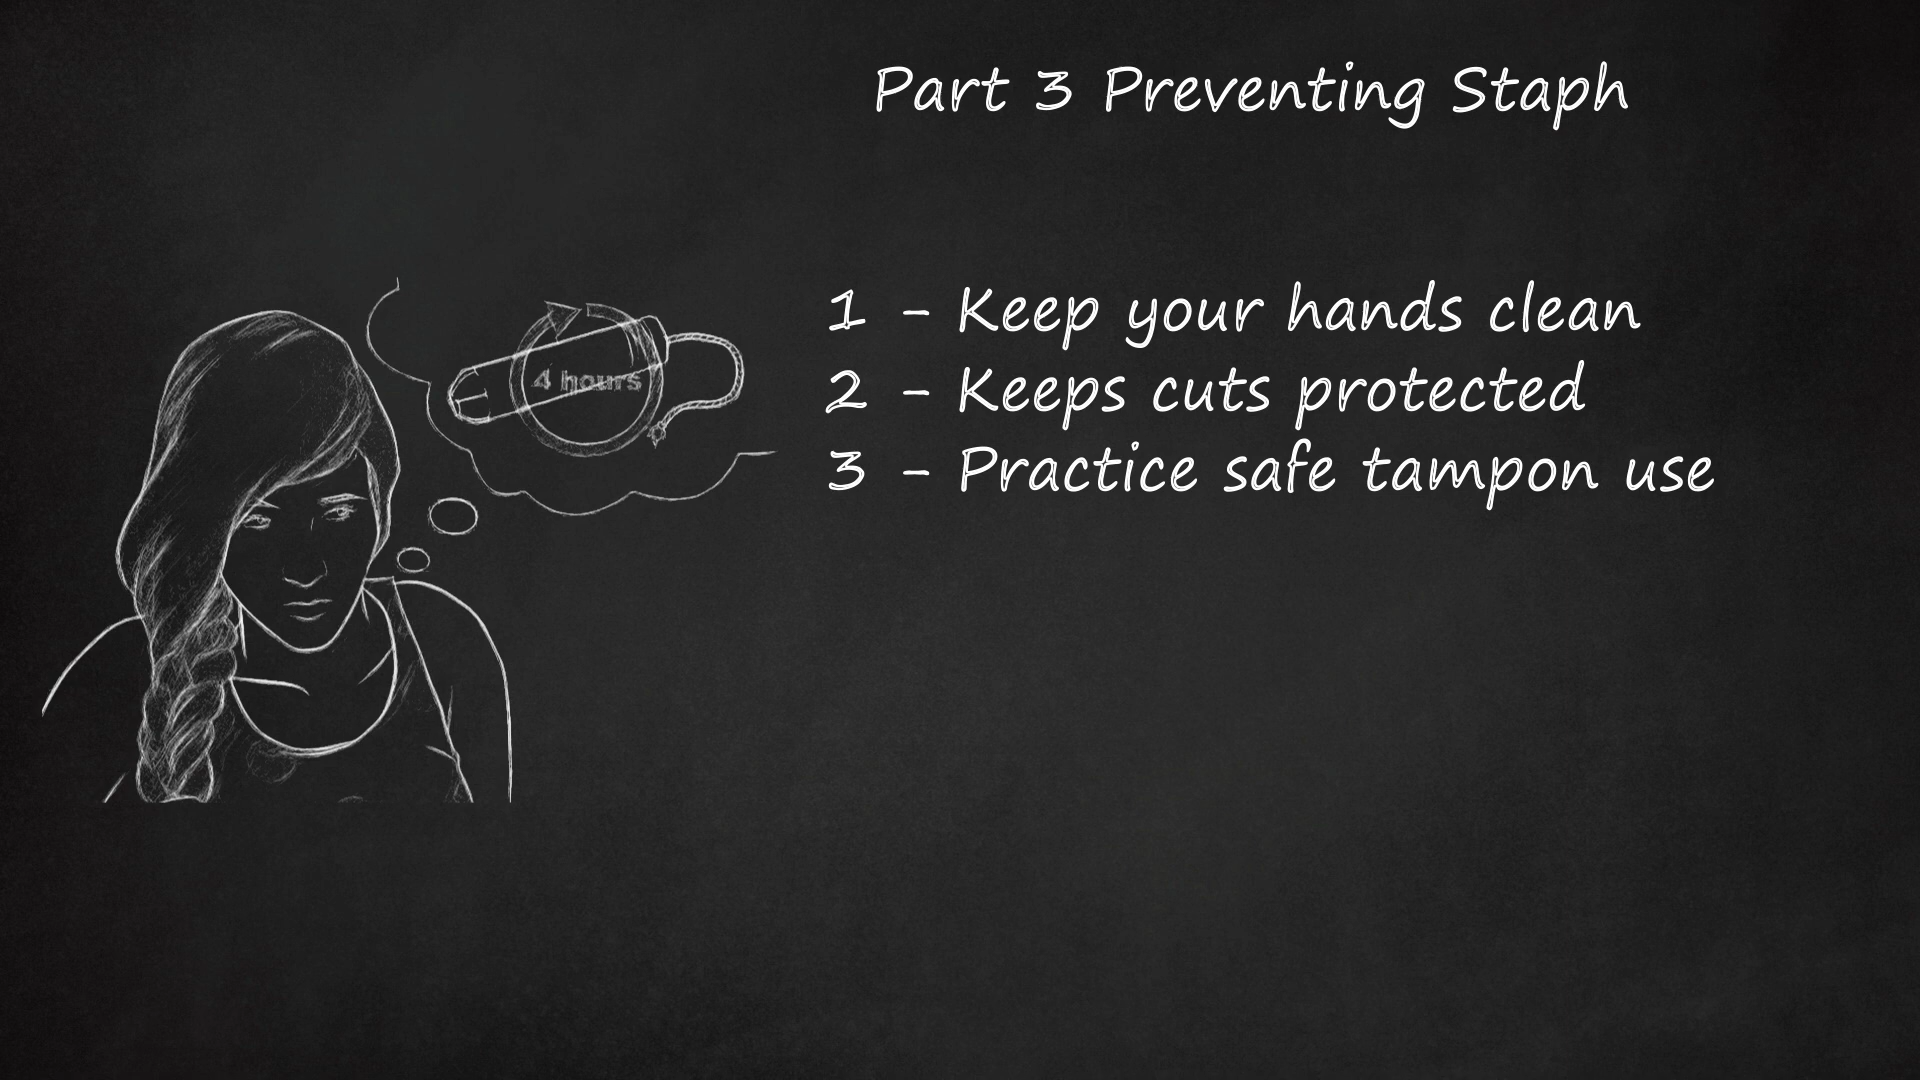 Part 3 Preventing Staph
4 hours
1 - Keep your hands clean
2 - Keeps cuts protected
3 - Practice safe tampon use